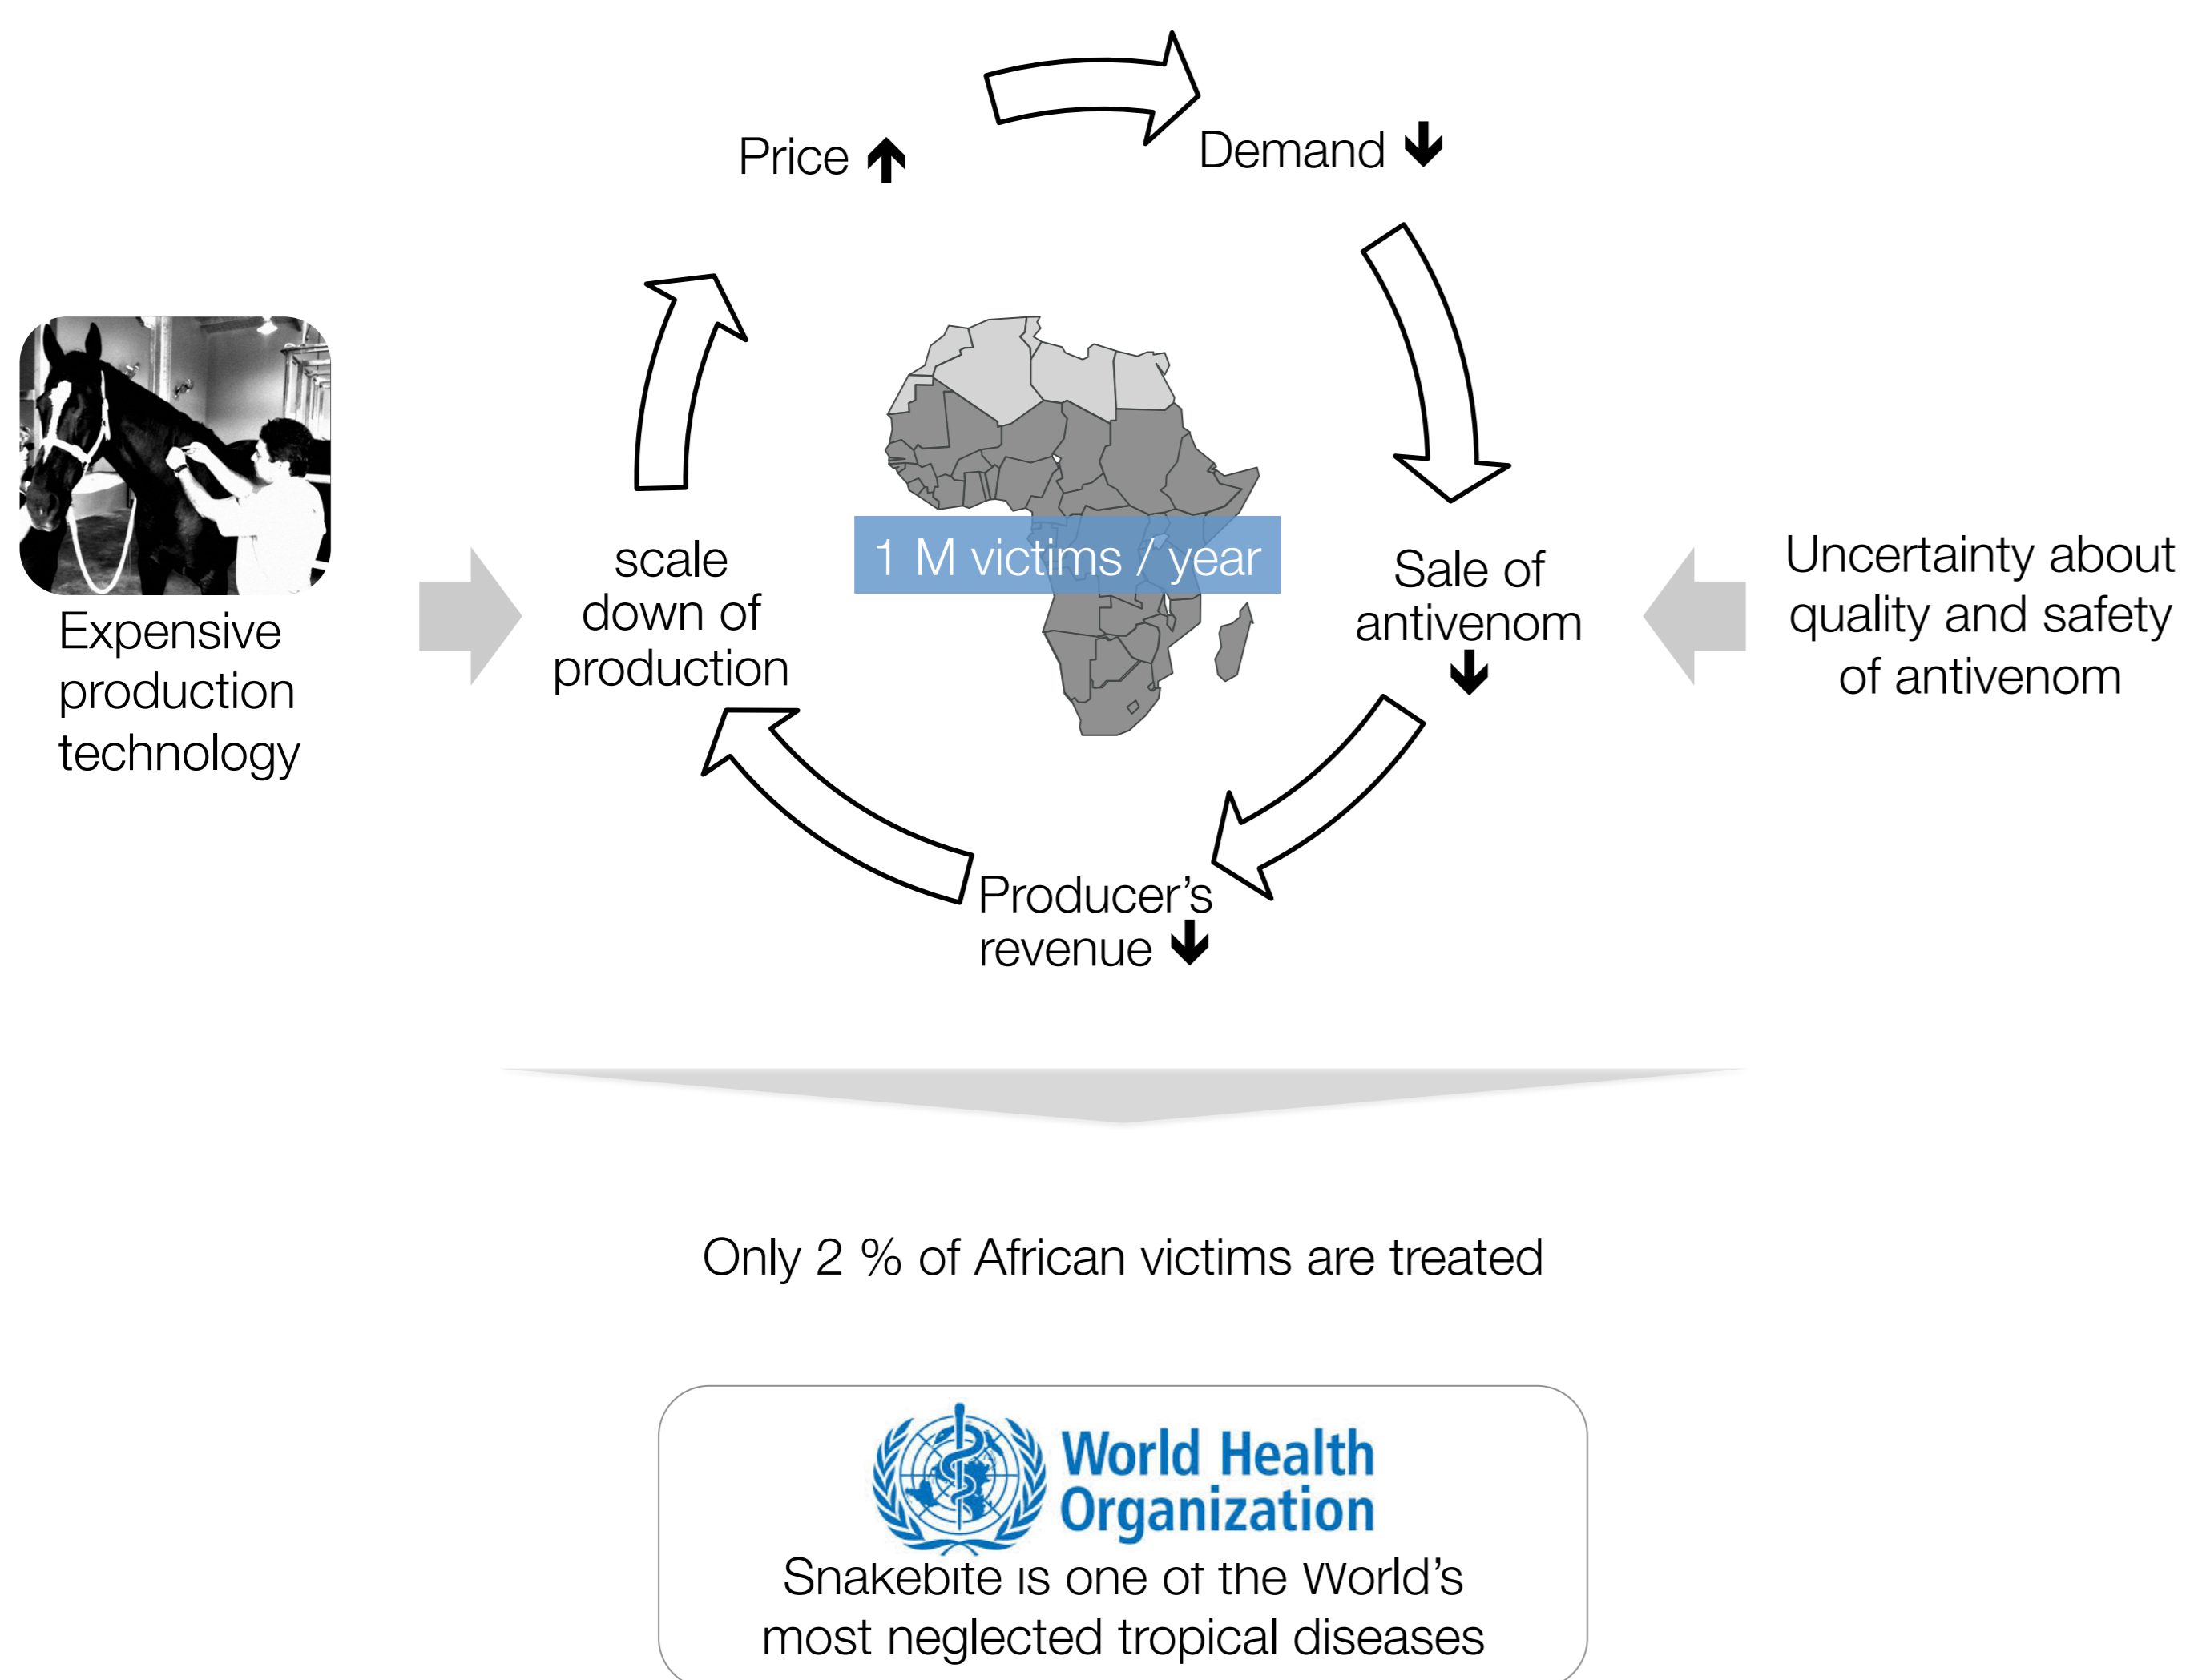 Price ↑
Demand ↓
Expensive
production
technology
scale
down of
production
1 M victims / year
Sale of
antivenom
↓
Uncertainty about
quality and safety
of antivenom
Producer's
revenue ↓
Only 2 % of African victims are treated
World Health
Organization
Snakebite is one of the World's
most neglected tropical diseases